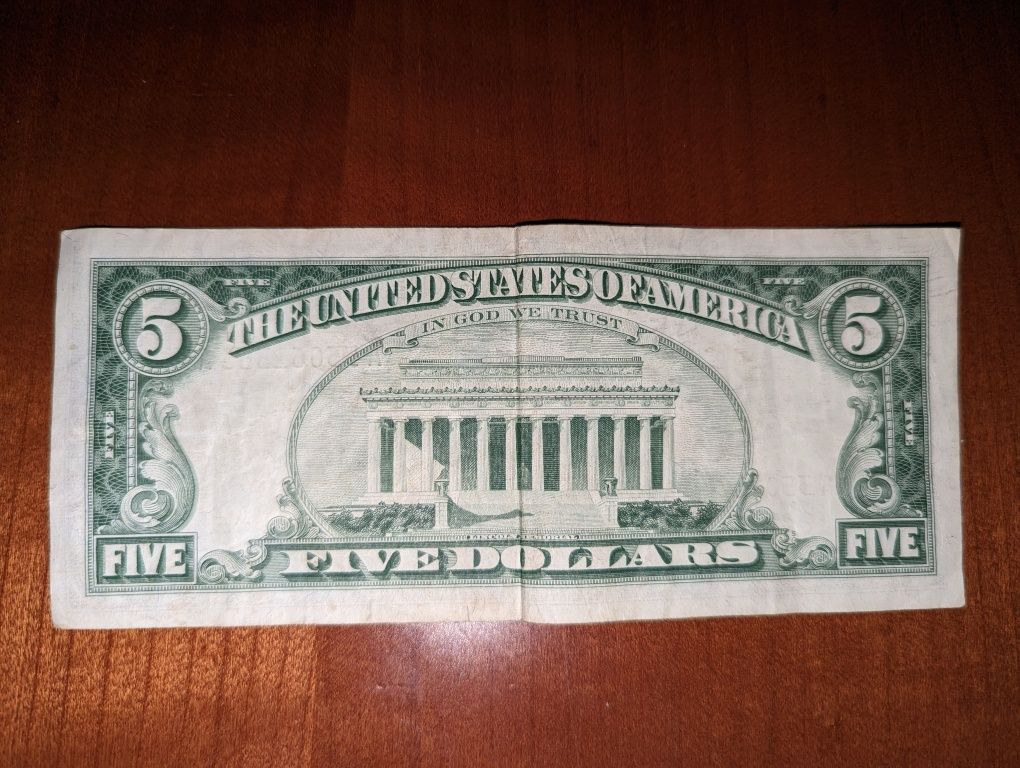 FIVE FIVE
5 THE UNITED STATES OF AMERICA 5
IN GOD WE TRUST
FIVE FIVE
FIVE FIVE DOLLARS FIVE